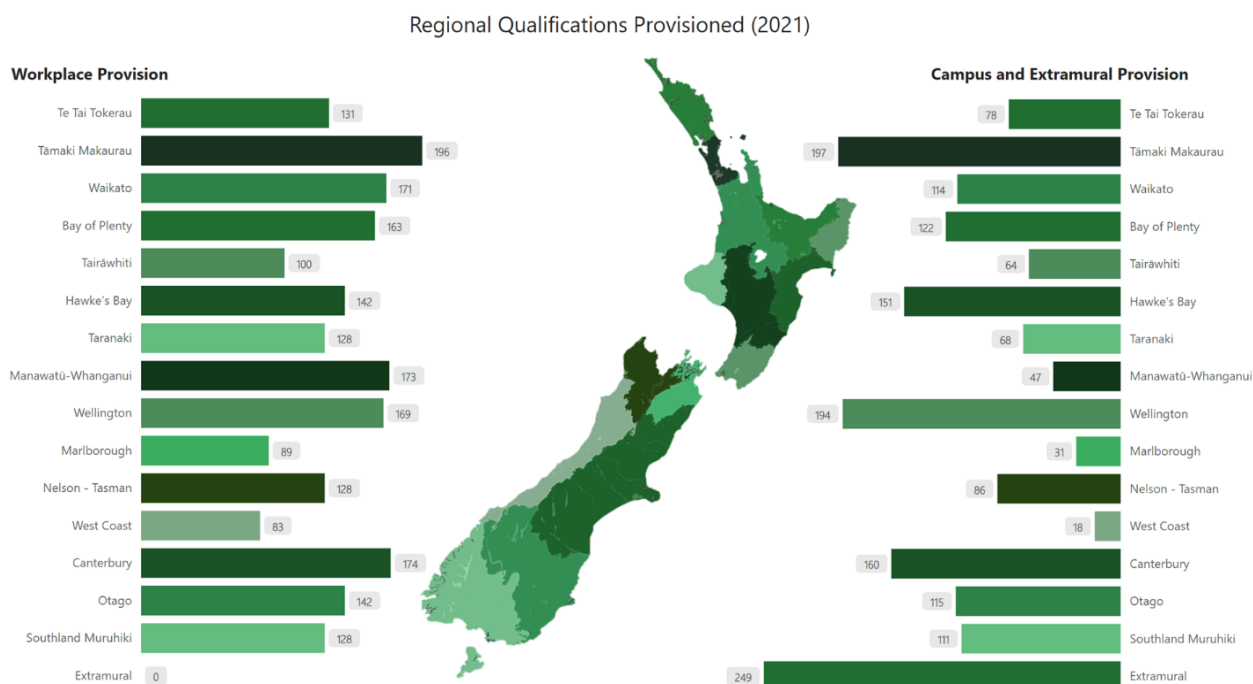 Regional Qualifications Provisioned (2021)
Workplace Provision
Te Tai Tokerau 131
Tāmaki Makaurau 196
Waikato 171
Bay of Plenty 163
Tairāwhiti 100
Hawke's Bay 142
Taranaki 128
Manawatū-Whanganui 173
Wellington 169
Marlborough 89
Nelson - Tasman 128
West Coast 83
Canterbury 174
Otago 142
Southland Muruhiki 128
Extramural 0
Campus and Extramural Provision
78 Te Tai Tokerau
197 Tāmaki Makaurau
114 Waikato
122 Bay of Plenty
64 Tairāwhiti
151 Hawke's Bay
68 Taranaki
47 Manawatū-Whanganui
194 Wellington
31 Marlborough
86 Nelson - Tasman
18 West Coast
160 Canterbury
115 Otago
111 Southland Muruhiki
249 Extramural